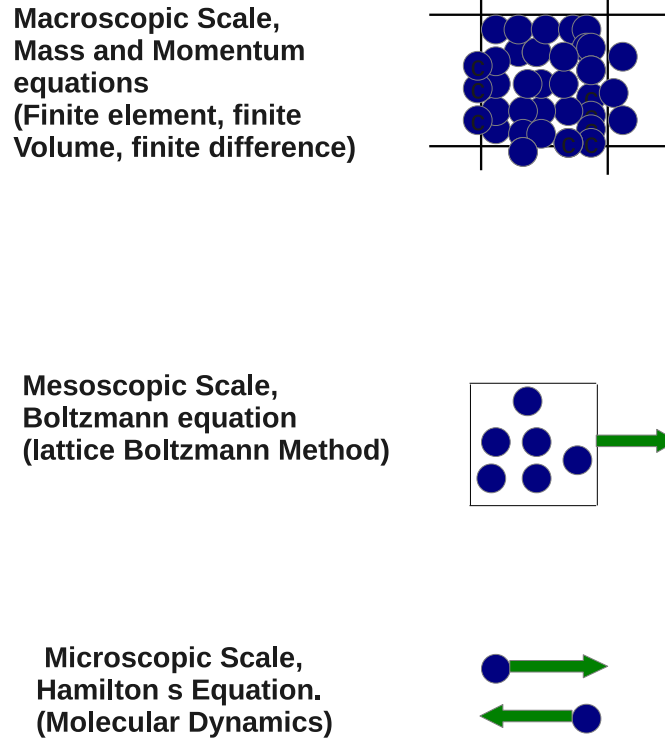 Macroscopic Scale,
Mass and Momentum
equations
(Finite element, finite
Volume, finite difference)
C
C
C
C
C
C C
Mesoscopic Scale,
Boltzmann equation
(lattice Boltzmann Method)
Microscopic Scale,
Hamilton s Equation.
(Molecular Dynamics)